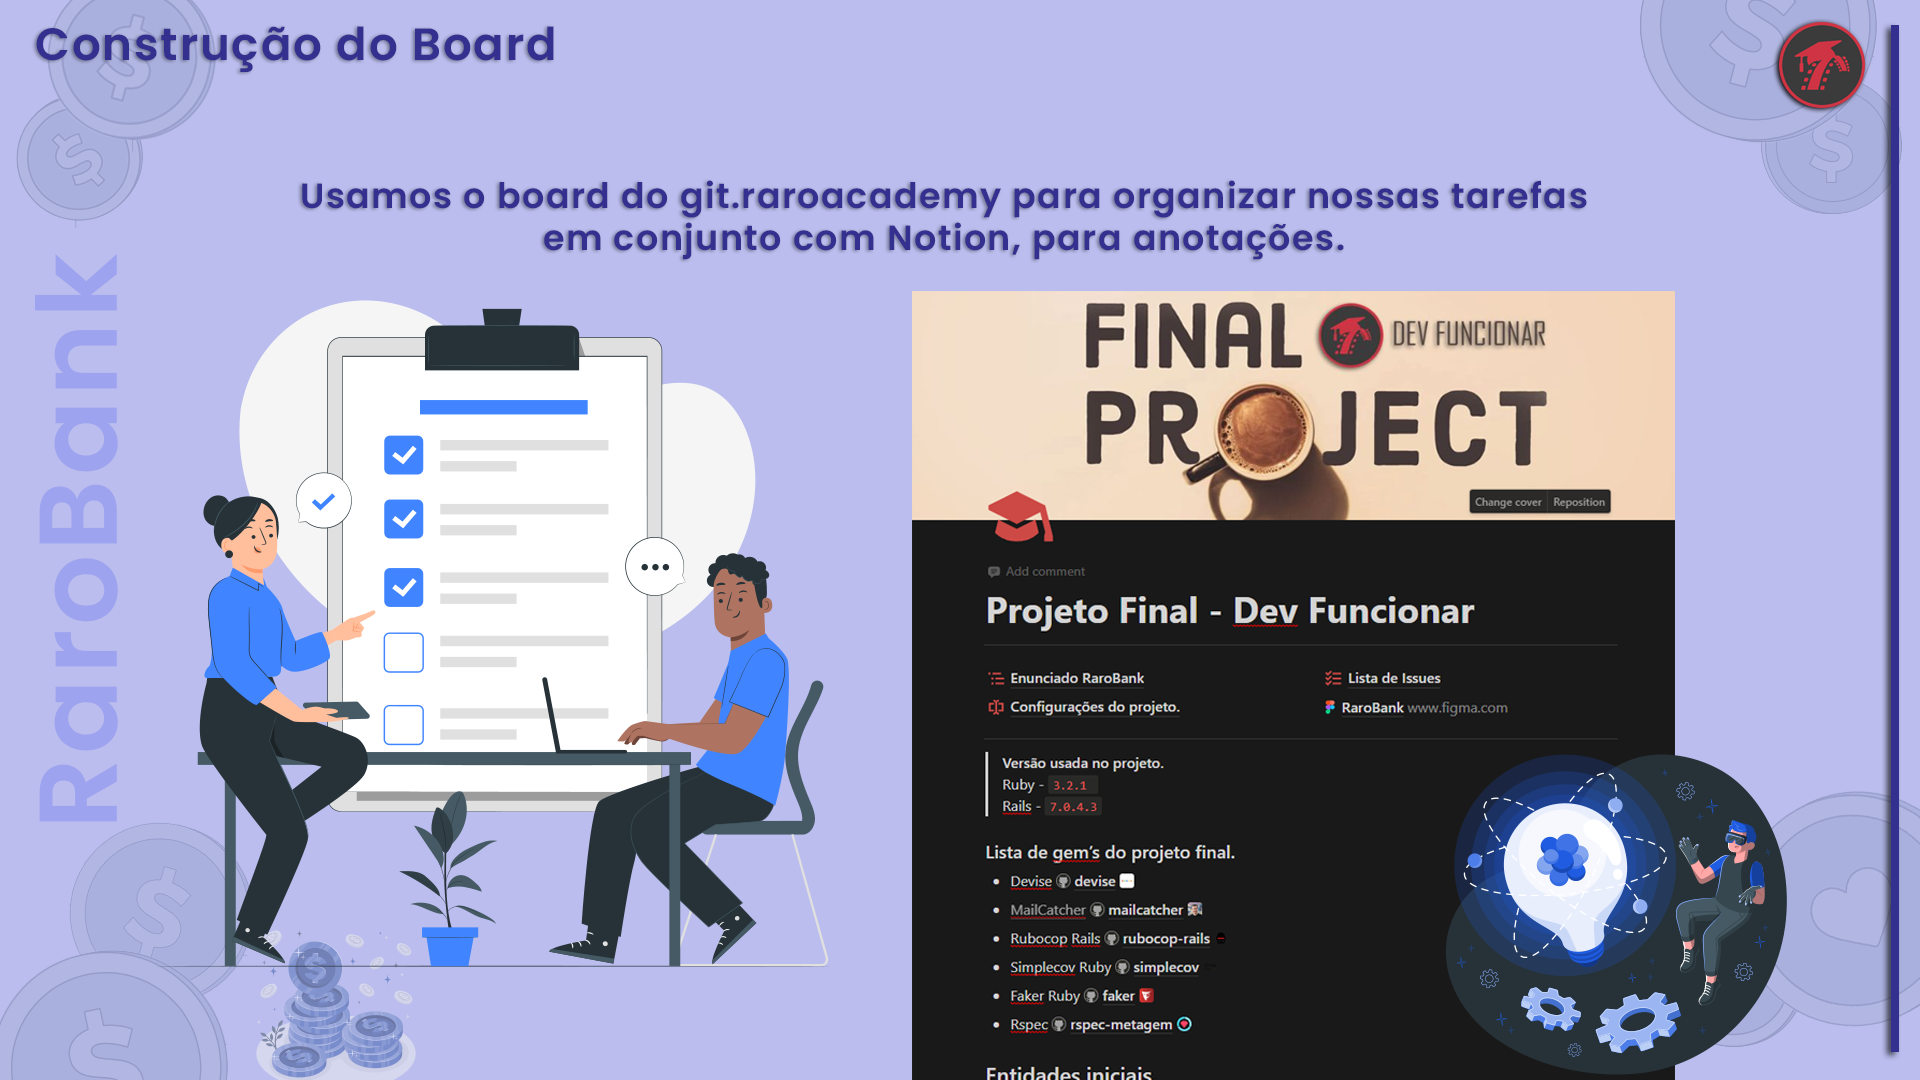 Construção do Board
Usamos o board do git.raroacademy para organizar nossas tarefas
em conjunto com Notion, para anotações.
RaroBank
FINAL DEV FUNCIONAR
PROJECT
Change cover Reposition
Add comment
Projeto Final - Dev Funcionar
Enunciado RaroBank
Lista de Issues
Configurações do projeto.
RaroBank www.figma.com
Versão usada no projeto.
Ruby - 3.2.1
Rails - 7.0.4.3
Lista de gem's do projeto final.
• Devise devise
• MailCatcher mailcatcher
• Rubocop Rails rubocop-rails
• Simplecov Ruby simplecov
• Faker Ruby faker
• Rspec rspec-metagem
Entidades iniciais